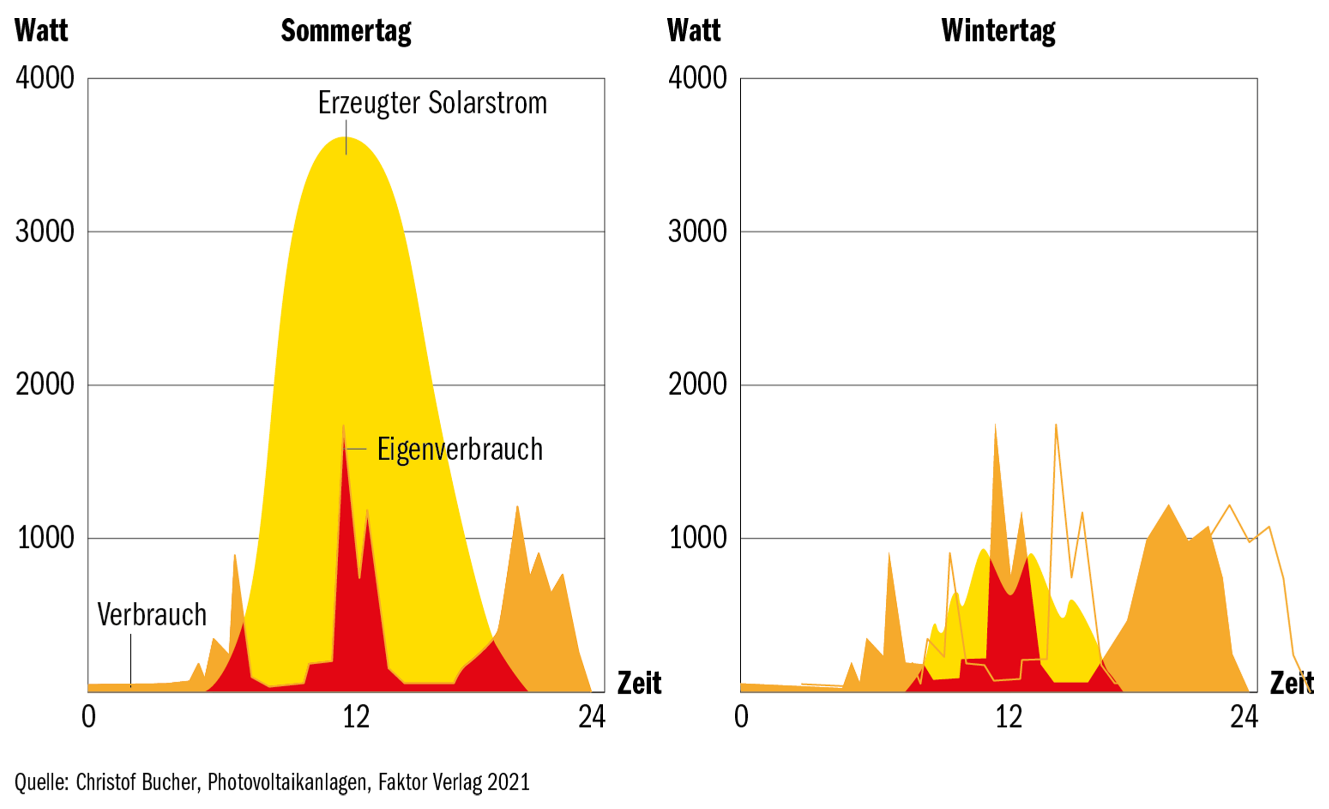 Watt
Sommertag
4000
Erzeugter Solarstrom
3000
2000
Eigenverbrauch
1000
Verbrauch
Zeit
0
12
24
Watt
Wintertag
4000
3000
2000
1000
Zeit
0
12
24
Quelle: Christof Bucher, Photovoltaikanlagen, Faktor Verlag 2021